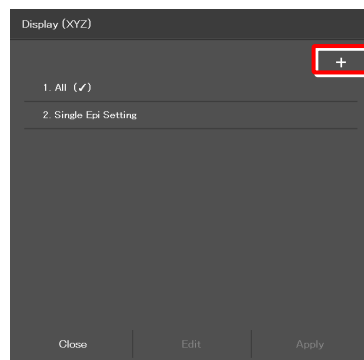 Display (XYZ)
+
1. All (✓)
2. Single Epi Setting
Close Edit Apply